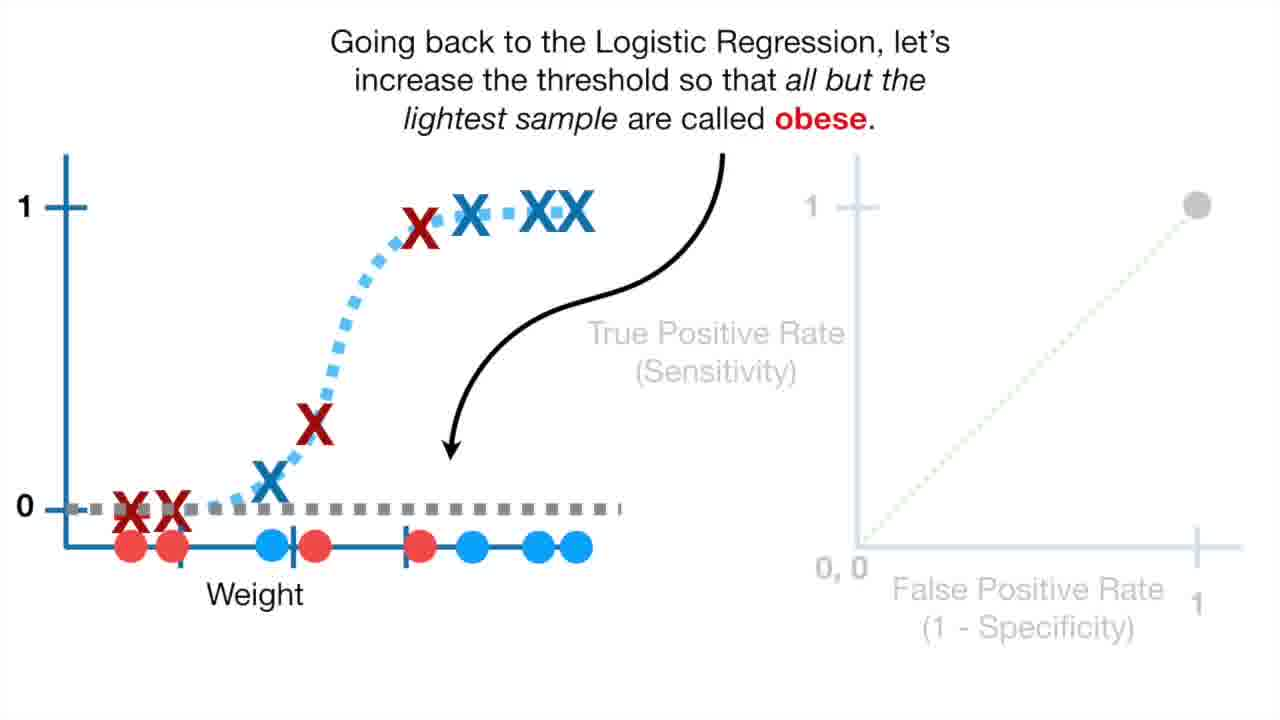 Going back to the Logistic Regression, let's
increase the threshold so that all but the
lightest sample are called obese.
1
0
Weight
1
True Positive Rate
(Sensitivity)
0, 0
False Positive Rate
(1 - Specificity)
1